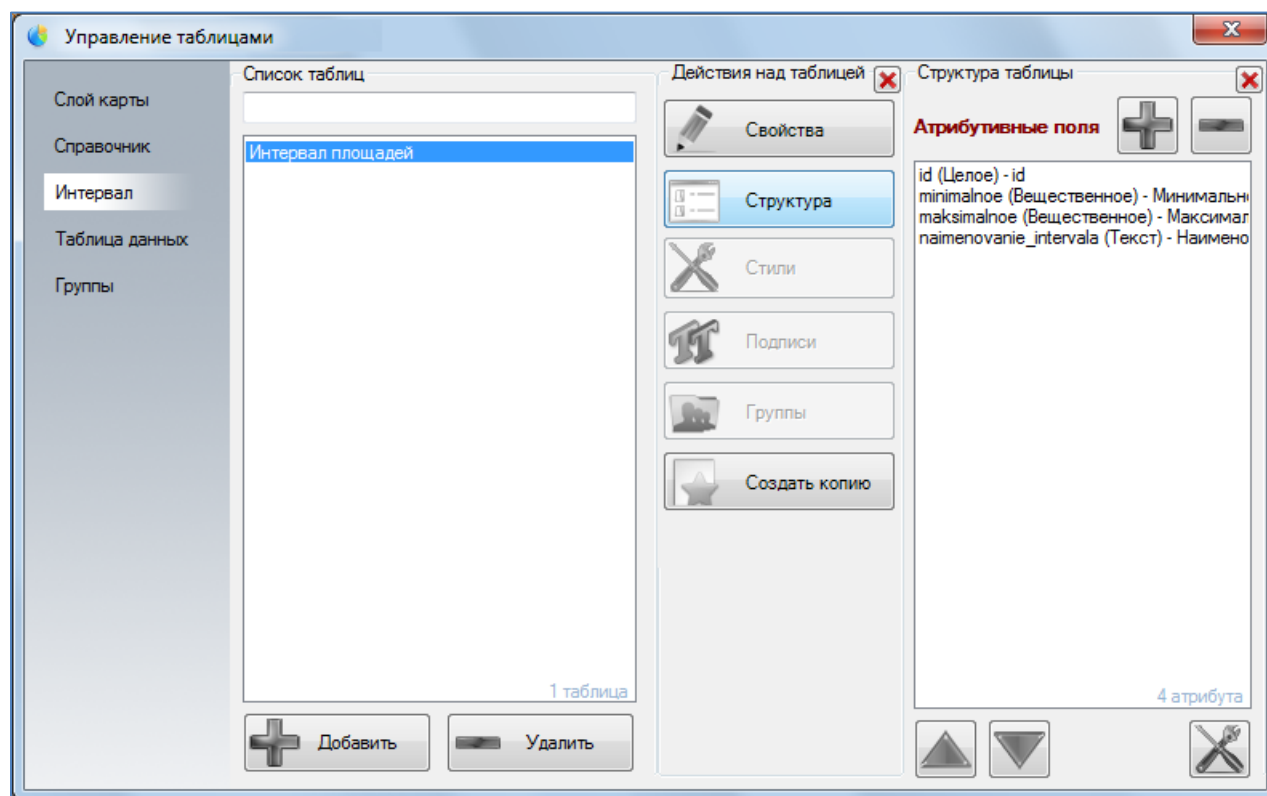 Управление таблицами
Слой карты
Справочник
Интервал
Таблица данных
Группы
Список таблиц
Интервал площадей
1 таблица
Добавить
Удалить
Действия над таблицей
Свойства
Структура
Стили
Подписи
Группы
Создать копию
Структура таблицы
Атрибутивные поля
id (Целое) - id
minimalnoe (Вещественное) - Минимальн
maksimalnoe (Вещественное) - Максимал
naimenovanie_intervala (Текст) - Наимено
4 атрибута